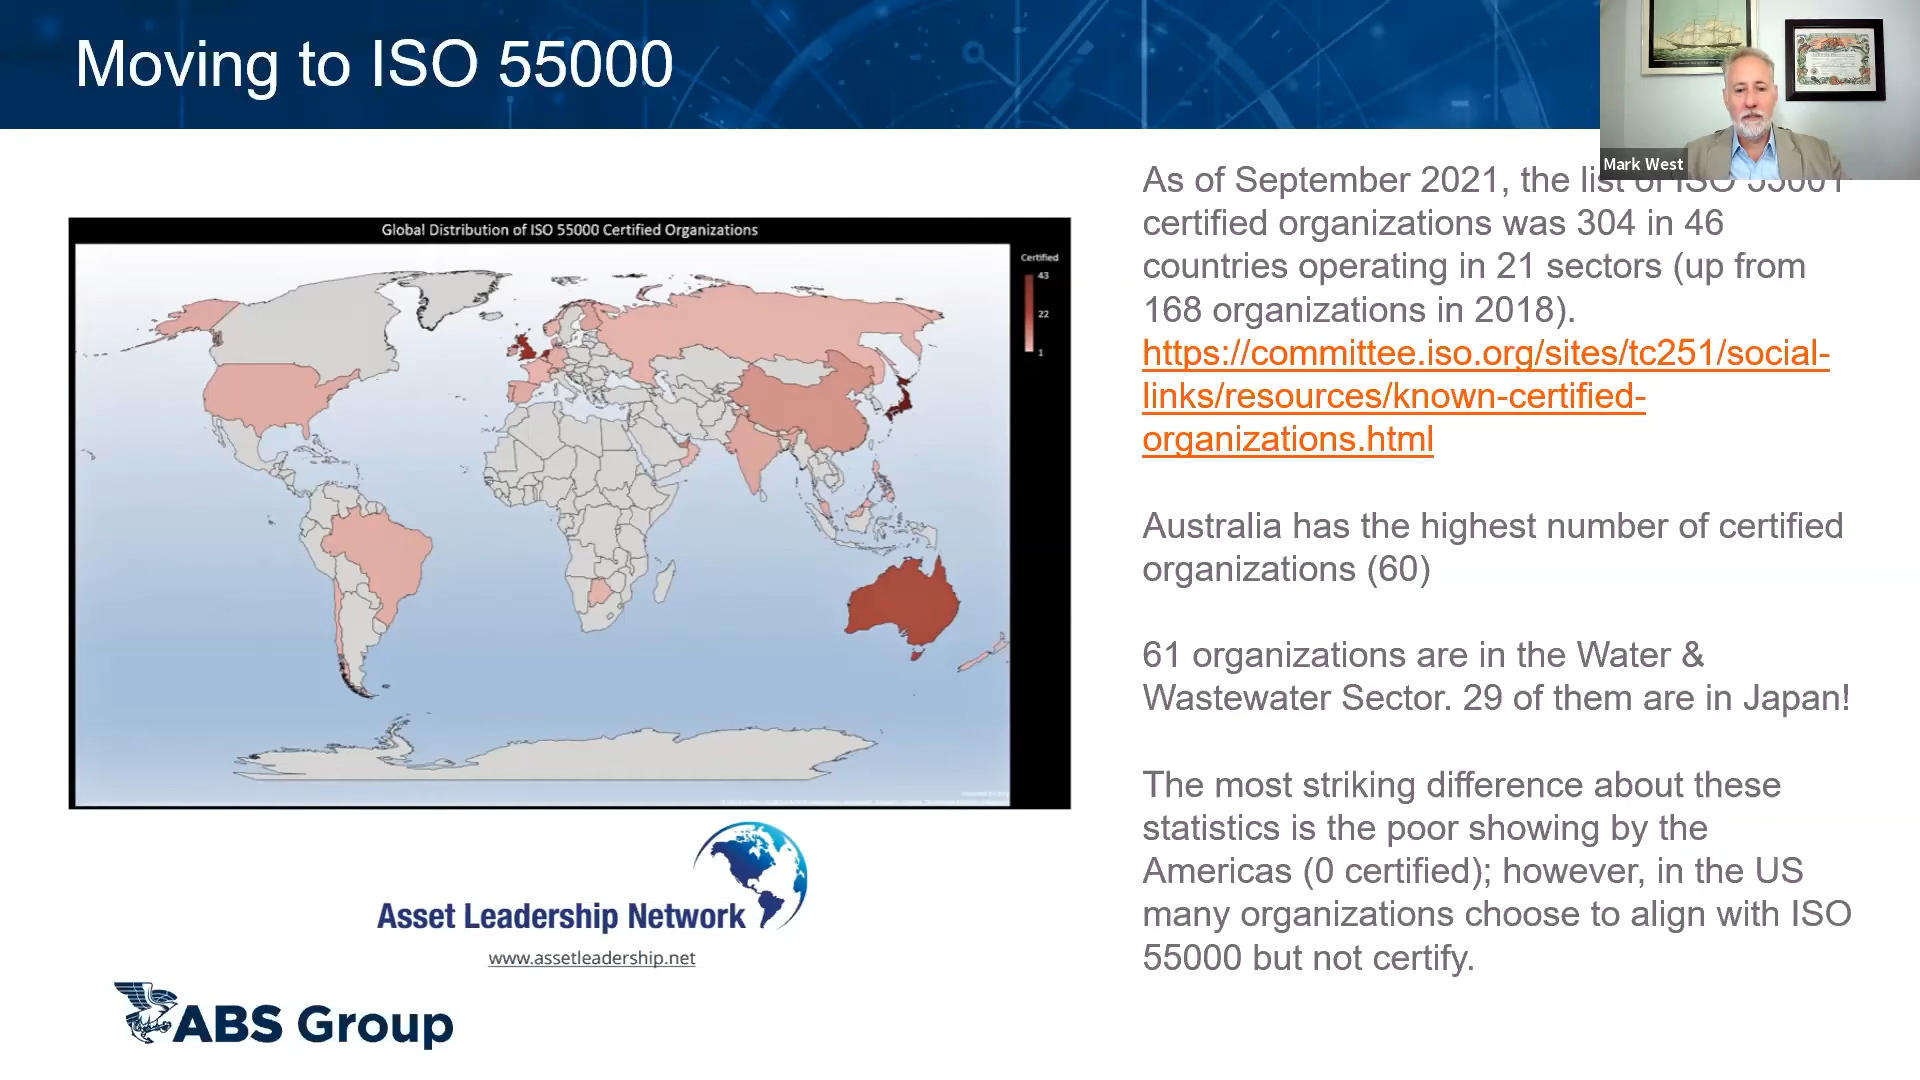 Moving to ISO 55000
Mark West
Global Distribution of ISO 55000 Certified Organizations
Certified
43
22
1
As of September 2021, the list of ISO 55001
certified organizations was 304 in 46
countries operating in 21 sectors (up from
168 organizations in 2018).
https://committee.iso.org/sites/tc251/social-
links/resources/known-certified-
organizations.html
Australia has the highest number of certified
organizations (60)
61 organizations are in the Water &
Wastewater Sector. 29 of them are in Japan!
The most striking difference about these
statistics is the poor showing by the
Americas (0 certified); however, in the US
many organizations choose to align with ISO
55000 but not certify.
Asset Leadership Network
www.assetleadership.net
ABS Group